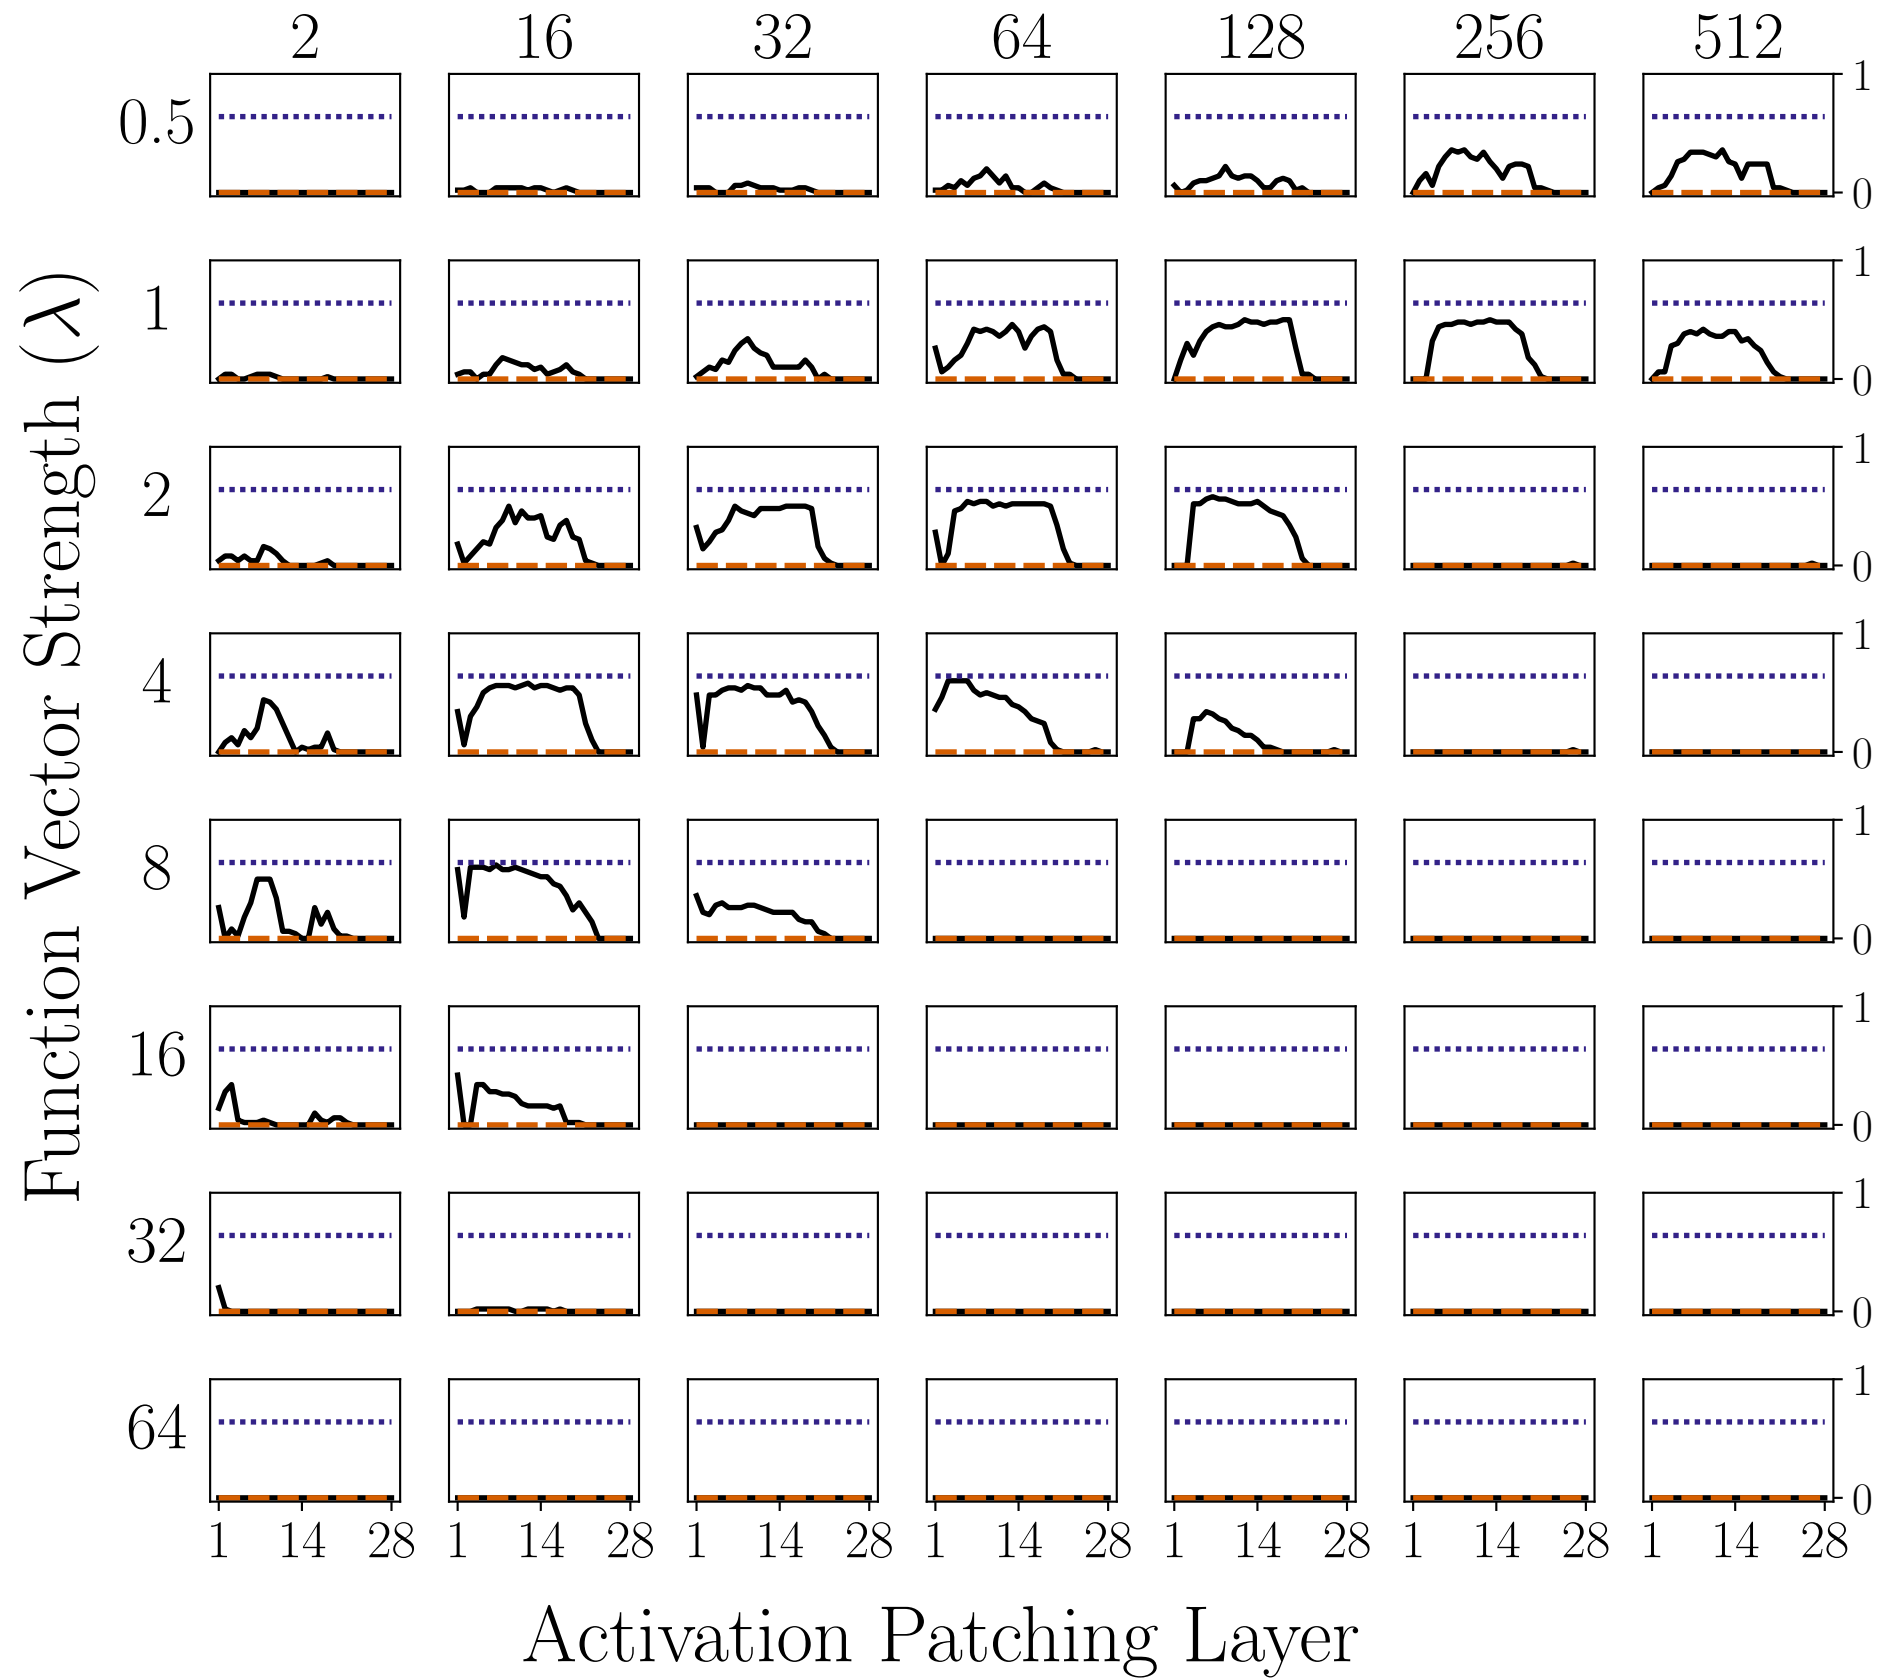 2 16 32 64 128 256 512
Function Vector Strength (λ)
0.5 1 0
1 1 0
2 1 0
4 1 0
8 1 0
16 1 0
32 1 0
64 1 0
1 14 28 1 14 28 1 14 28 1 14 28 1 14 28 1 14 28 1 14 28
Activation Patching Layer